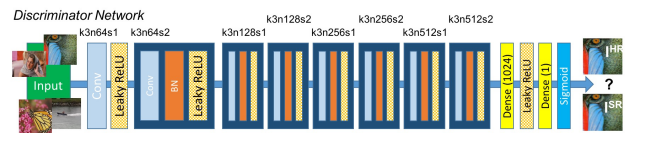 Discriminator Network
k3n128s2
k3n256s2
k3n512s2
k3n64s1
k3n64s2
k3n128s1
k3n256s1
k3n512s1
Input
Conv
Leaky ReLU
Conv
BN
Leaky ReLU
Dense (1024)
Leaky ReLU
Dense (1)
Sigmoid
I HR
?
I SR